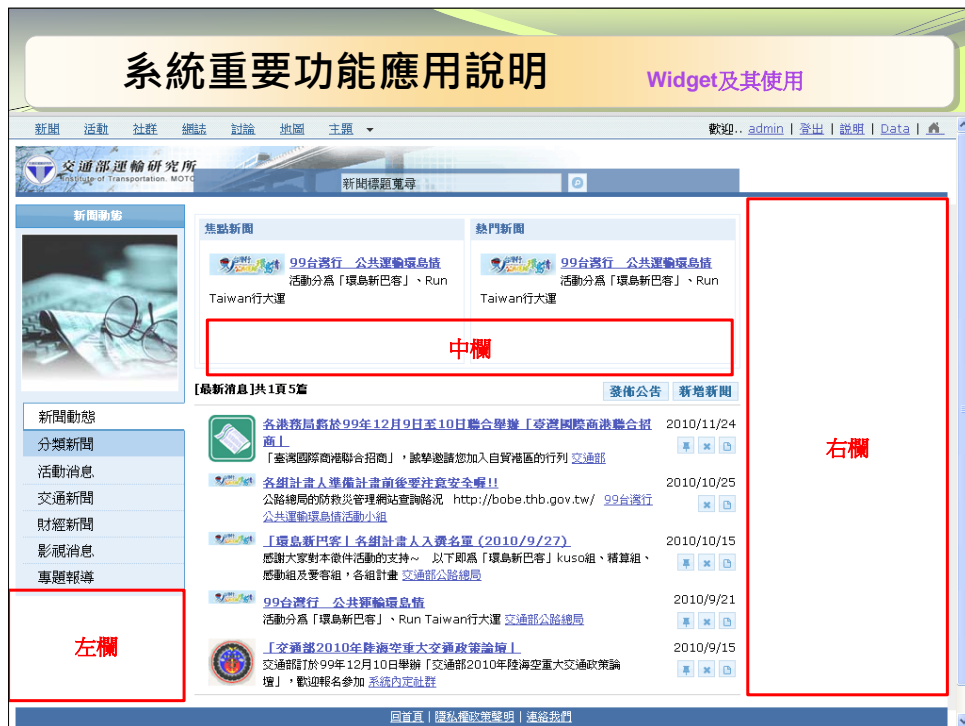 系統重要功能應用說明
Widget及其使用
新聞 活動 社群 網誌 討論 地圖 主題
歡迎.. admin | 登出 | 說明 | Data |
交通部運輸研究所
Institute of Transportation. MOTC
新聞標題蒐尋
新聞動態
焦點新聞
99台灣行 公共運輸環島情
活動分為「環島新巴客」、Run
Taiwan行大運
熱門新聞
99台灣行 公共運輸環島情
活動分為「環島新巴客」、Run
Taiwan行大運
中欄
[最新消息]共1頁5篇
發佈公告 新增新聞
新聞動態
分類新聞
活動消息
交通新聞
財經新聞
影視消息
專題報導
左欄
各港務局將於99年12月9日至10日聯合舉辦「臺灣國際商港聯合招
商」
2010/11/24
「臺灣國際商港聯合招商」，誠摯邀請您加入自貿港區的行列 交通部
各組計畫人準備計畫前後要注意安全喔!!
2010/10/25
公路總局的防救災管理網站查詢路況 http://bobe.thb.gov.tw/ 99台灣行
公共運輸環島情活動小組
「環島新巴客」各組計畫人入選名單 (2010/9/27)
2010/10/15
感謝大家對本徵件活動的支持~ 以下即為「環島新巴客」kuso組、精算組、
感動組及愛客組，各組計畫 交通部公路總局
99台灣行 公共運輸環島情
2010/9/21
活動分為「環島新巴客」、Run Taiwan行大運 交通部公路總局
「交通部2010年陸海空重大交通政策論壇」
2010/9/15
交通部訂於99年12月10日舉辦「交通部2010年陸海空重大交通政策論
壇」，歡迎報名參加 系統內定社群
右欄
回首頁 | 隱私權政策聲明 | 連絡我們